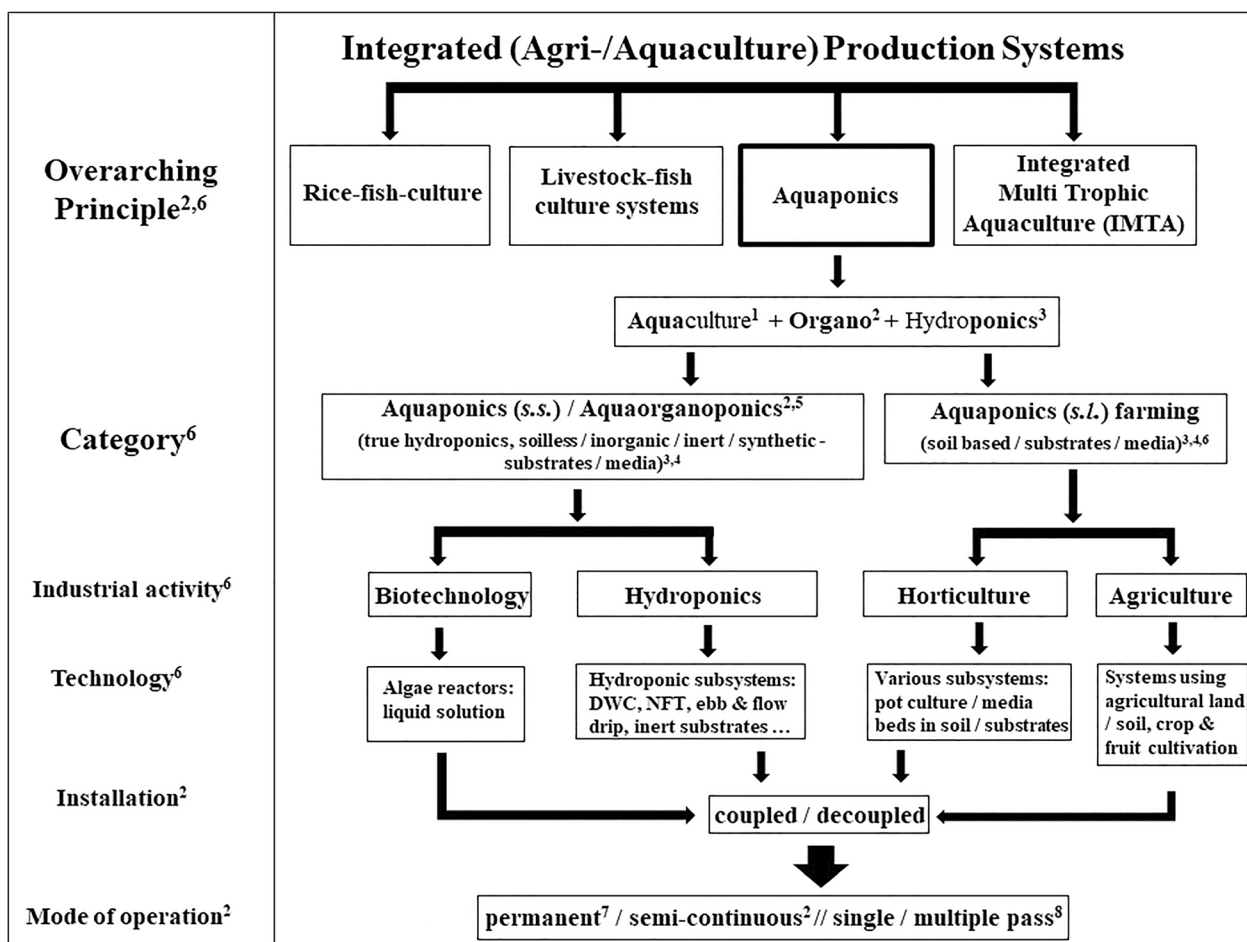 Integrated (Agri-/Aquaculture) Production Systems
Overarching
Principle2,6
Rice-fish-culture
Livestock-fish
culture systems
Aquaponics
Integrated
Multi Trophic
Aquaculture (IMTA)
Aquaculture1 + Organo2 + Hydroponics3
Category6
Aquaponics (s.s.) / Aquaorganoponics2,5
(true hydroponics, soilless / inorganic / inert / synthetic -
substrates / media)3,4
Aquaponics (s.l.) farming
(soil based / substrates / media)3,4,6
Industrial activity6
Biotechnology
Hydroponics
Horticulture
Agriculture
Technology6
Algae reactors:
liquid solution
Hydroponic subsystems:
DWC, NFT, ebb & flow
drip, inert substrates ...
Various subsystems:
pot culture / media
beds in soil / substrates
Systems using
agricultural land
/ soil, crop &
fruit cultivation
Installation2
coupled / decoupled
Mode of operation2
permanent7 / semi-continuous2 // single / multiple pass8